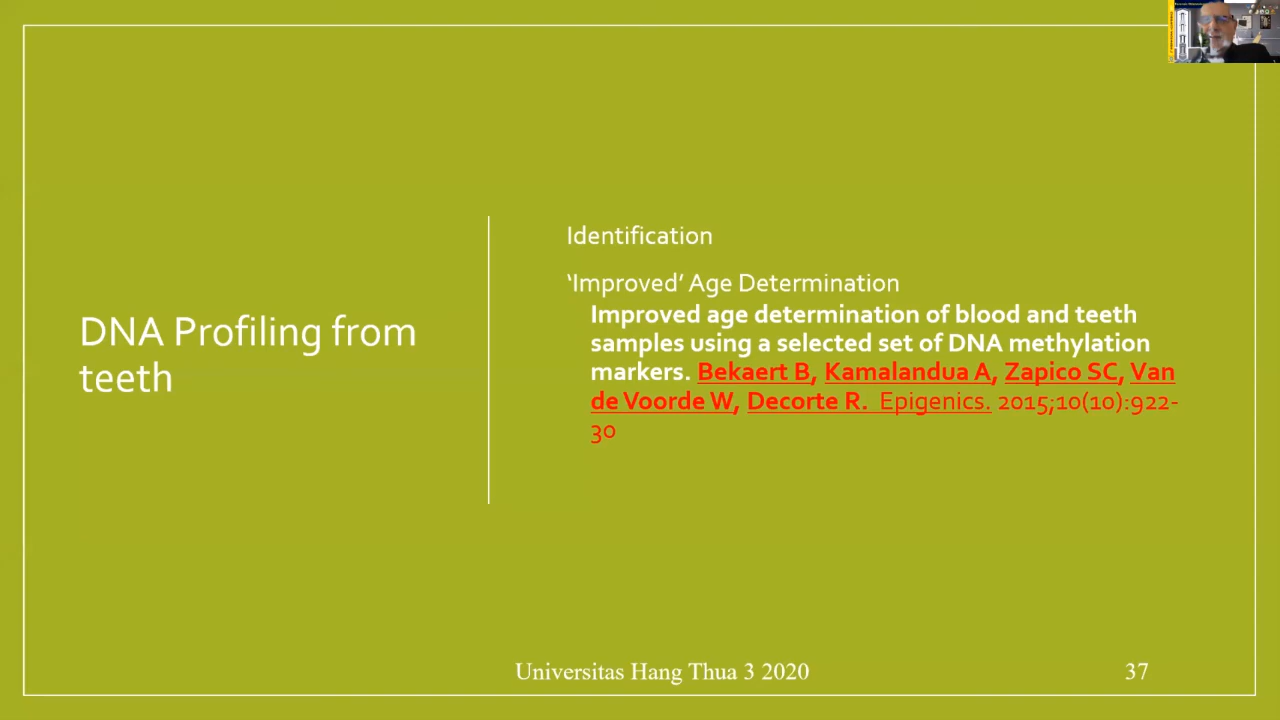 DNA Profiling from
teeth
Identification
‘Improved’ Age Determination
Improved age determination of blood and teeth
samples using a selected set of DNA methylation
markers. Bekaert B, Kamalandua A, Zapico SC, Van
de Voorde W, Decorte R. Epigenics. 2015;10(10):922-
30
Universitas Hang Thua 3 2020
37